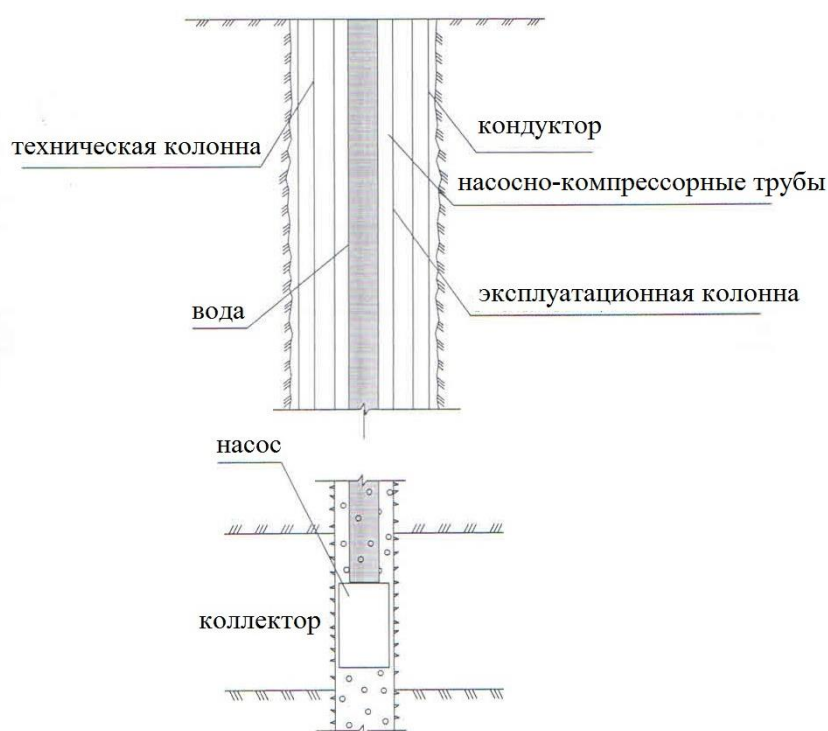 кондуктор
техническая колонна
насосно-компрессорные трубы
эксплуатационная колонна
вода
насос
коллектор